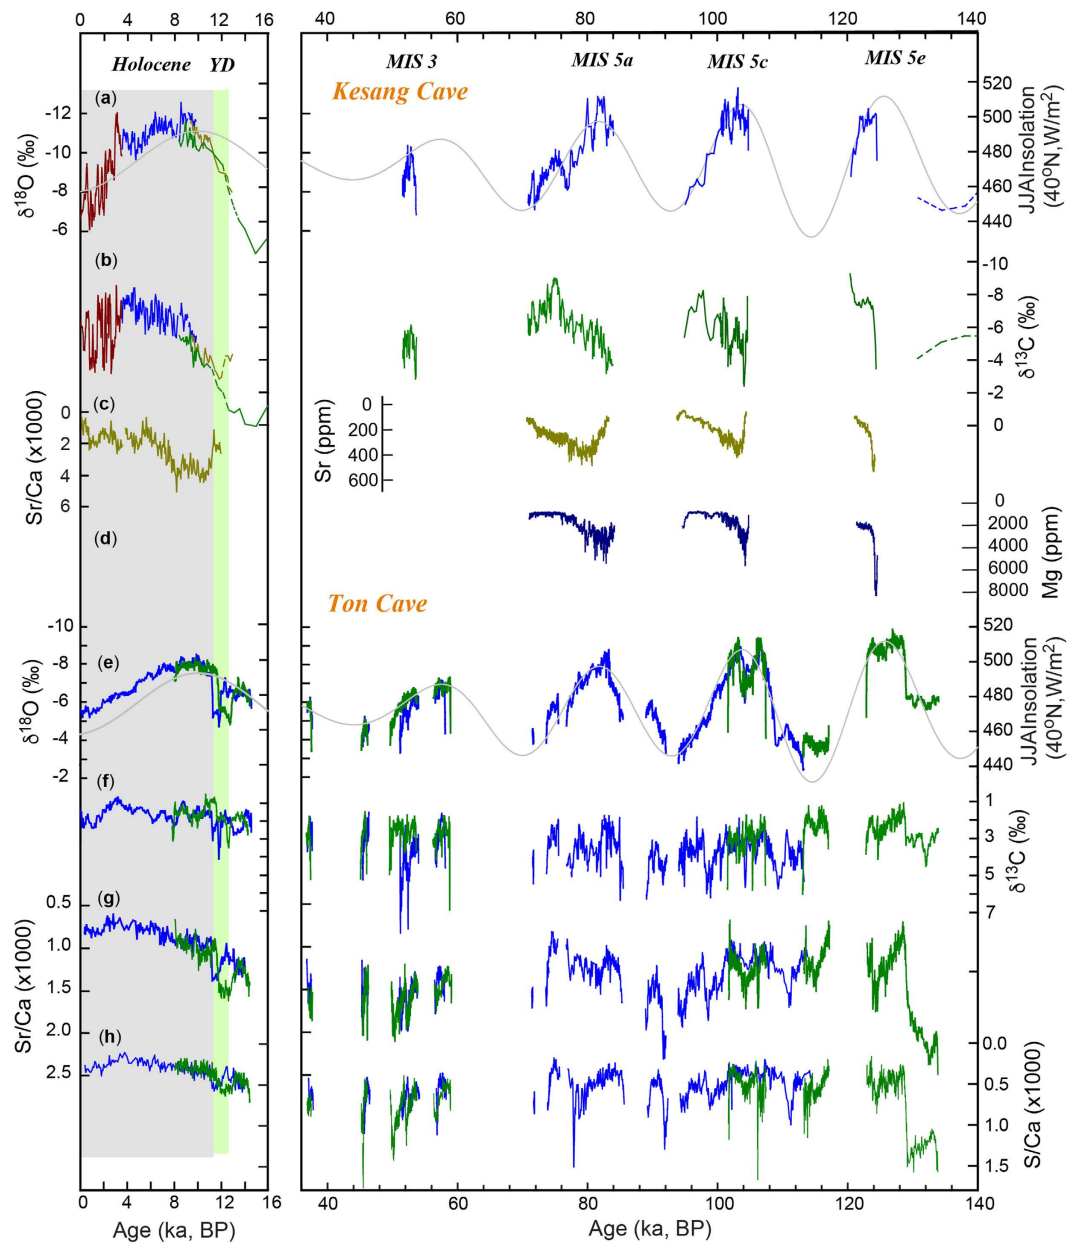 0 4 8 12 16 40 60 80 100 120 140
Holocene YD MIS 3 MIS 5a MIS 5c MIS 5e
Kesang Cave
(a)
-12
-10
-8
-6
δ18O (‰)
520
500
480
460
440
JJAInsolation
(40oN,W/m2)
(b)
-10
-8
-6
-4
-2
0
δ13C (‰)
(c)
0
2
4
6
Sr/Ca (x1000)
0
200
400
600
Sr (ppm)
(d)
0
2000
4000
6000
8000
Mg (ppm)
Ton Cave
(e)
-10
-8
-6
-4
-2
δ18O (‰)
520
500
480
460
440
JJAInsolation
(40oN,W/m2)
(f)
1
3
5
7
δ13C (‰)
(g)
0.5
1.0
1.5
2.0
2.5
Sr/Ca (x1000)
(h)
0.0
0.5
1.0
1.5
S/Ca (x1000)
0 4 8 12 16 40 60 80 100 120 140
Age (ka, BP) Age (ka, BP)